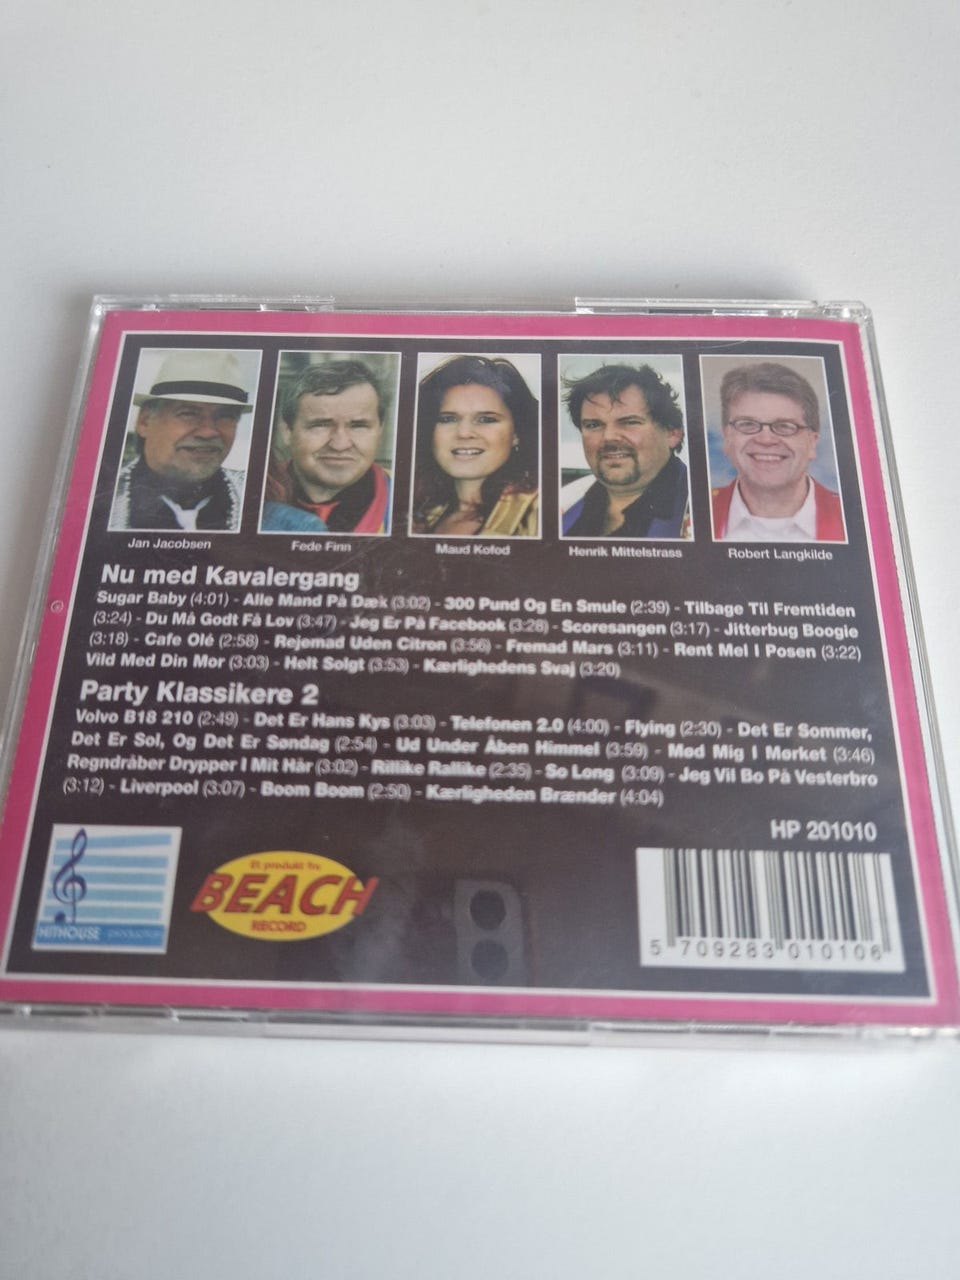 Jan Jacobsen
Fede Finn
Maud Kofod
Henrik Mittelstrass
Robert Langkilde
Nu med Kavalergang
Sugar Baby (4:01) - Alle Mand På Dæk (3:02) - 300 Pund Og En Smule (2:39) - Tilbage Til Fremtiden
(3:24) - Du Må Godt Få Lov (3:47) - Jeg Er På Facebook (3:28) - Scoresangen (3:17) - Jitterbug Boogie
(3:18) - Cafe Olé (2:58) - Rejemad Uden Citron (3:56) - Fremad Mars (3:11) - Rent Mel I Posen (3:22)
Vild Med Din Mor (3:03) - Helt Solgt (3:53) - Kærlighedens Svaj (3:20)
Party Klassikere 2
Volvo B18 210 (2:49) - Det Er Hans Kys (3:03) - Telefonen 2.0 (4:00) - Flying (2:30) - Det Er Sommer,
Det Er Sol, Og Det Er Søndag (2:54) - Ud Under Åben Himmel (3:59) - Mød Mig I Mørket (3:46)
Regndråber Drypper I Mit Hår (3:02) - Rillike Rallike (2:35) - So Long (3:09) - Jeg Vil Bo På Vesterbro
(3:12) - Liverpool (3:07) - Boom Boom (2:50) - Kærligheden Brænder (4:04)
HP 201010
HITHOUSE production
Et produkt fra
BEACH
RECORD
5 709283 010106